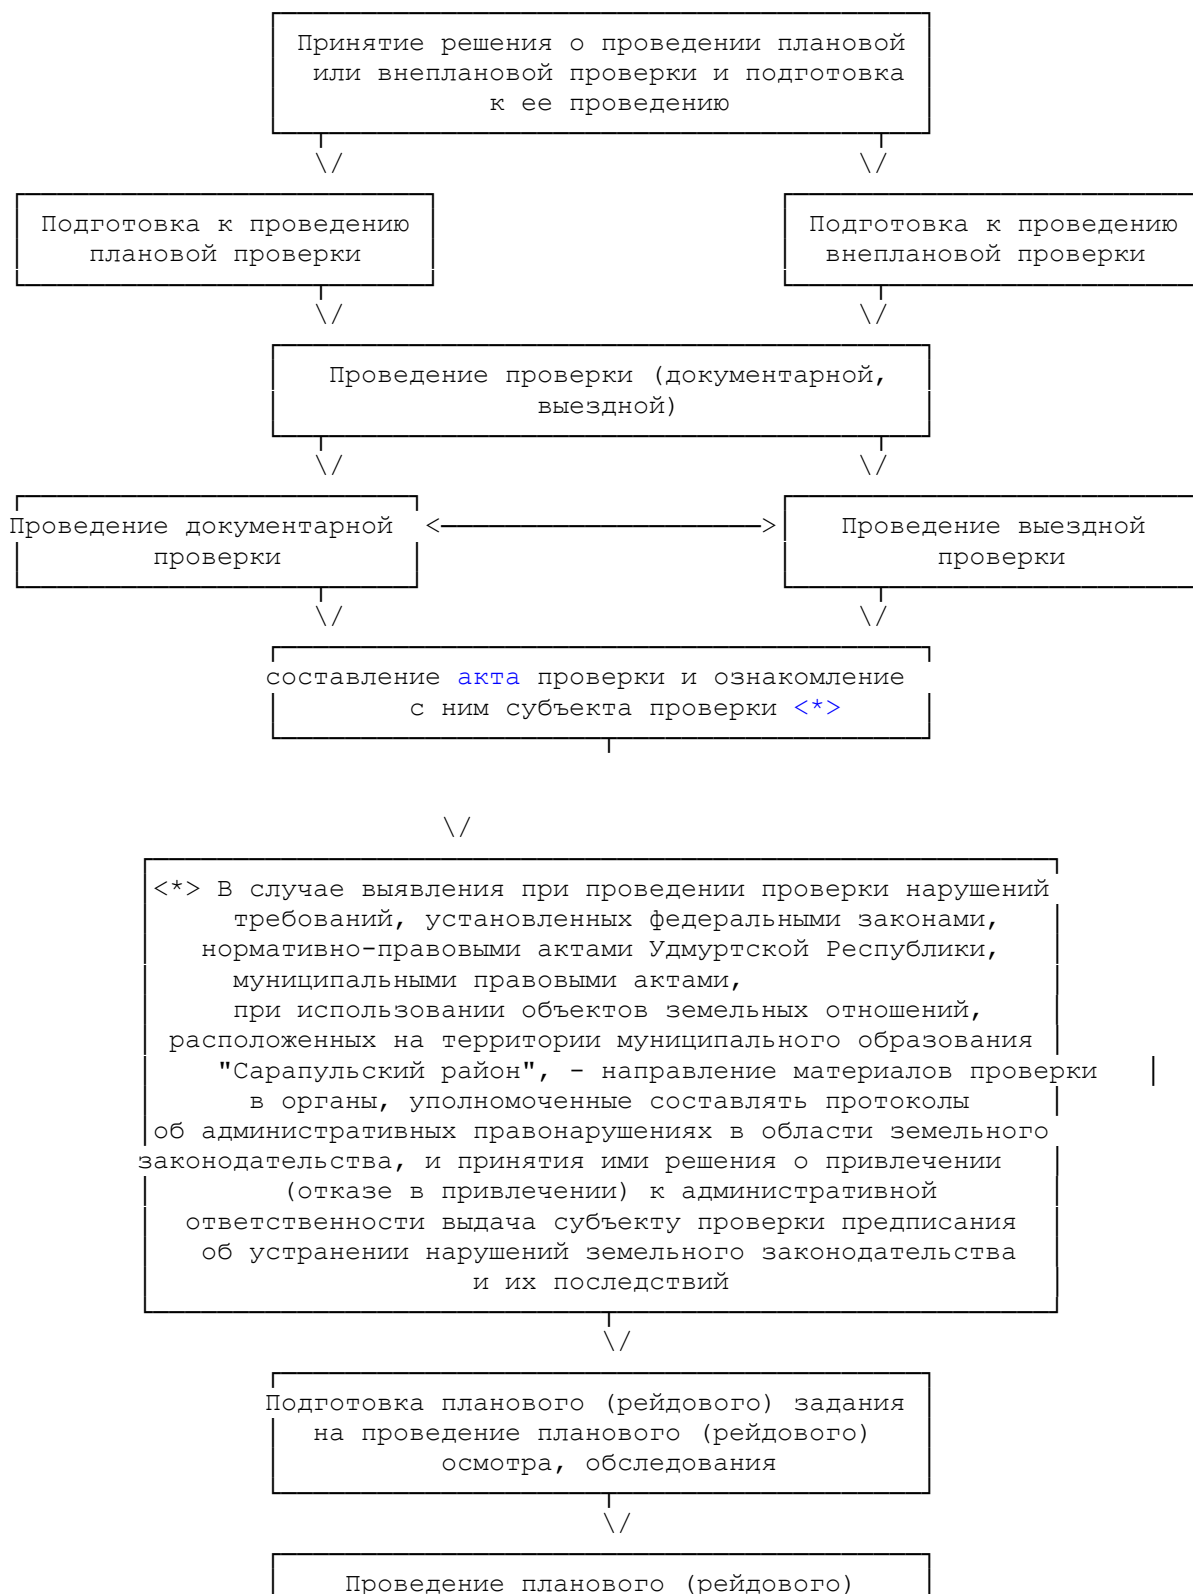 Принятие решения о проведении плановой
или внеплановой проверки и подготовка
к ее проведению
\/ \/
Подготовка к проведению Подготовка к проведению
плановой проверки внеплановой проверки
\/ \/
Проведение проверки (документарной,
выездной)
\/ \/
Проведение документарной <────────────────────> Проведение выездной
проверки проверки
\/ \/
составление акта проверки и ознакомление
с ним субъекта проверки <*>
\/
<*> В случае выявления при проведении проверки нарушений
требований, установленных федеральными законами,
нормативно-правовыми актами Удмуртской Республики,
муниципальными правовыми актами,
при использовании объектов земельных отношений,
расположенных на территории муниципального образования
"Сарапульский район", - направление материалов проверки
в органы, уполномоченные составлять протоколы
об административных правонарушениях в области земельного
законодательства, и принятия ими решения о привлечении
(отказе в привлечении) к административной
ответственности выдача субъекту проверки предписания
об устранении нарушений земельного законодательства
и их последствий
\/
Подготовка планового (рейдового) задания
на проведение планового (рейдового)
осмотра, обследования
\/
Проведение планового (рейдового)